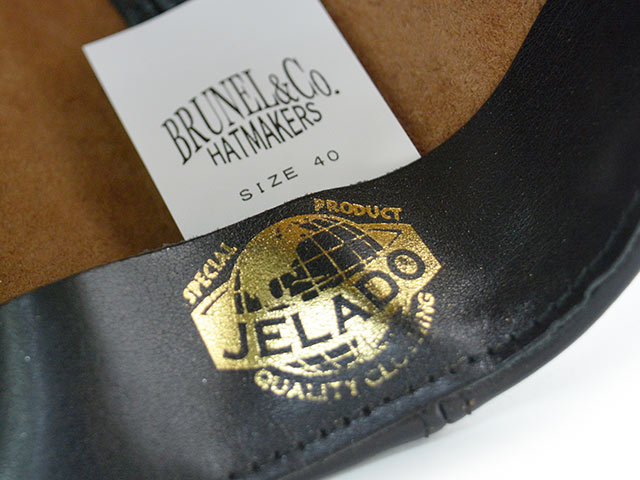 BRUNEL&Co.
HATMAKERS
SIZE 40
SPECIAL PRODUCT
JELADO
QUALITY CLOTHING